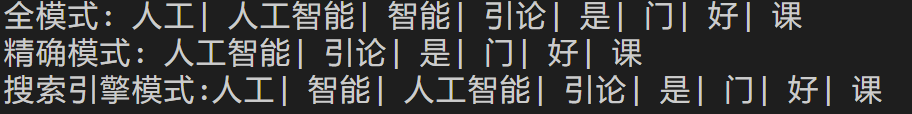 全模式: 人工| 人工智能| 智能| 引论| 是| 门| 好| 课
精确模式: 人工智能| 引论| 是| 门| 好| 课
搜索引擎模式:人工| 智能| 人工智能| 引论| 是| 门| 好| 课